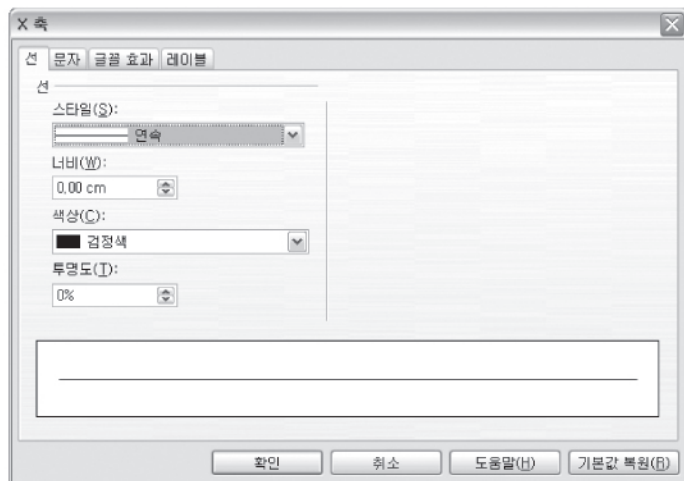 X 축
선 문자 글꼴 효과 레이블
선
스타일(S):
연속
너비(W):
0,00 cm
색상(C):
검정색
투명도(T):
0%
확인 취소 도움말(H) 기본값 복원(R)